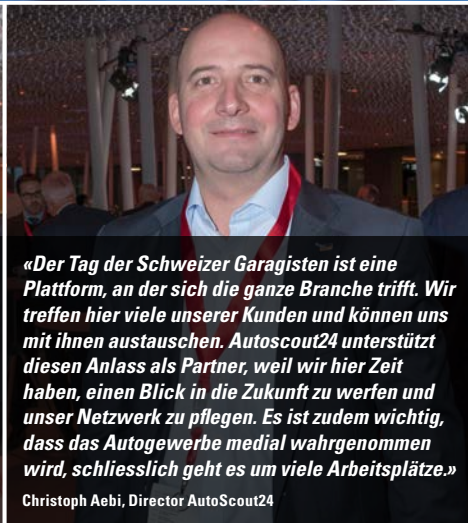 «Der Tag der Schweizer Garagisten ist eine
Plattform, an der sich die ganze Branche trifft. Wir
treffen hier viele unserer Kunden und können uns
mit ihnen austauschen. Autoscout24 unterstützt
diesen Anlass als Partner, weil wir hier Zeit
haben, einen Blick in die Zukunft zu werfen und
unser Netzwerk zu pflegen. Es ist zudem wichtig,
dass das Autogewerbe medial wahrgenommen
wird, schliesslich geht es um viele Arbeitsplätze.»
Christoph Aebi, Director AutoScout24